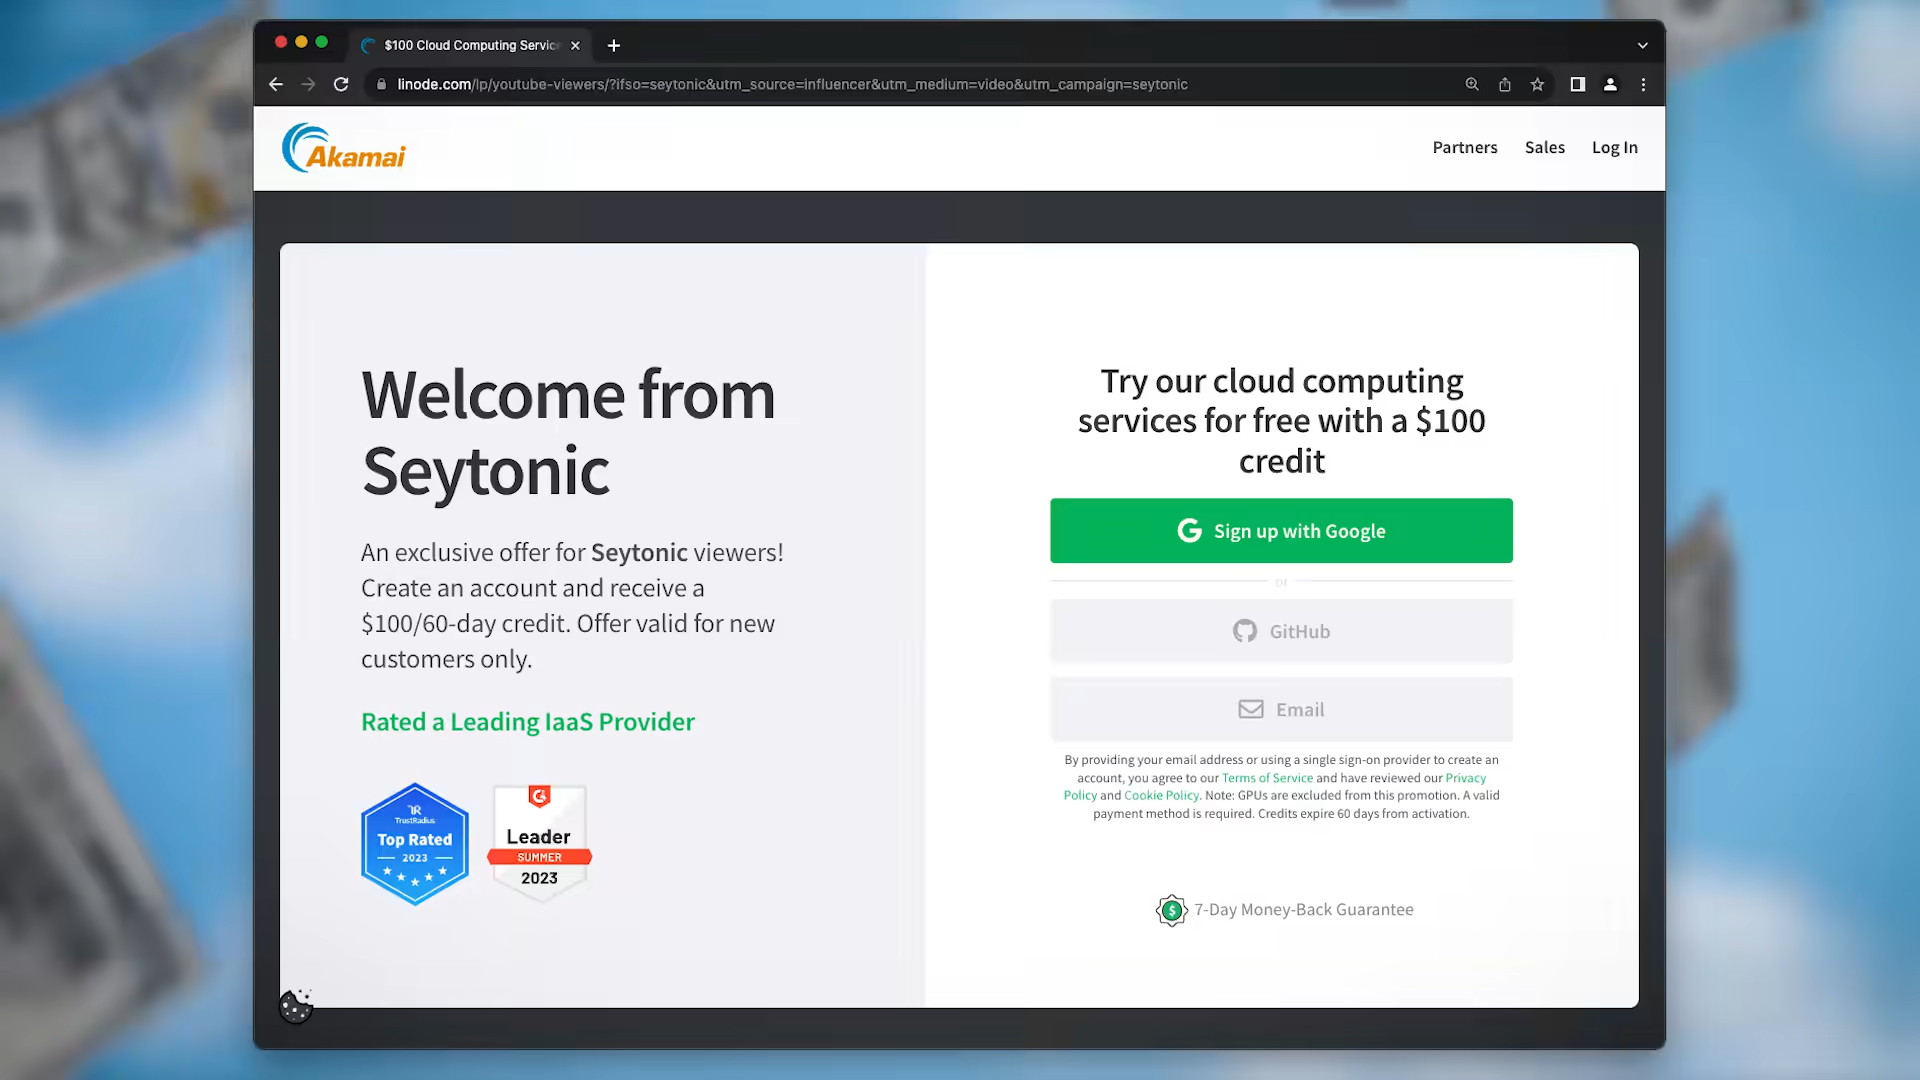 $100 Cloud Computing Servic
linode.com/lp/youtube-viewers/?ifso=seytonic&utm_source=influencer&utm_medium=video&utm_campaign=seytonic
Akamai
Partners
Sales
Log In
Welcome from
Seytonic
An exclusive offer for Seytonic viewers!
Create an account and receive a
$100/60-day credit. Offer valid for new
customers only.
Rated a Leading IaaS Provider
TR
TrustRadius
Top Rated
2023
G
Leader
SUMMER
2023
Try our cloud computing
services for free with a $100
credit
G Sign up with Google
or
GitHub
Email
By providing your email address or using a single sign-on provider to create an
account, you agree to our Terms of Service and have reviewed our Privacy
Policy and Cookie Policy. Note: GPUs are excluded from this promotion. A valid
payment method is required. Credits expire 60 days from activation.
$ 7-Day Money-Back Guarantee